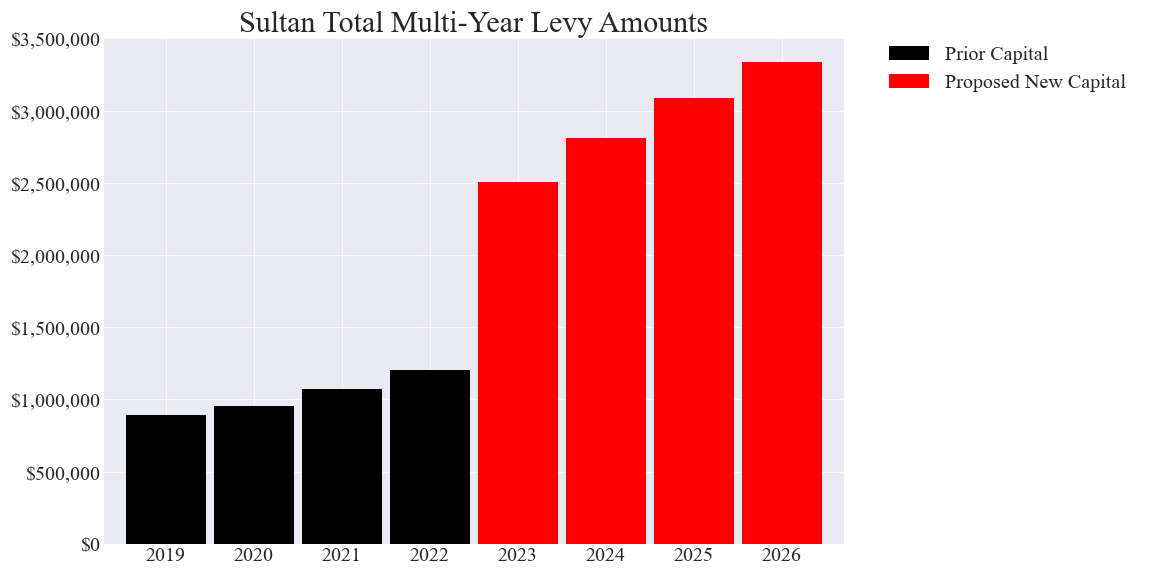 Sultan Total Multi-Year Levy Amounts
$3,500,000
$3,000,000
$2,500,000
$2,000,000
$1,500,000
$1,000,000
$500,000
$0
2019 2020 2021 2022 2023 2024 2025 2026
Prior Capital
Proposed New Capital